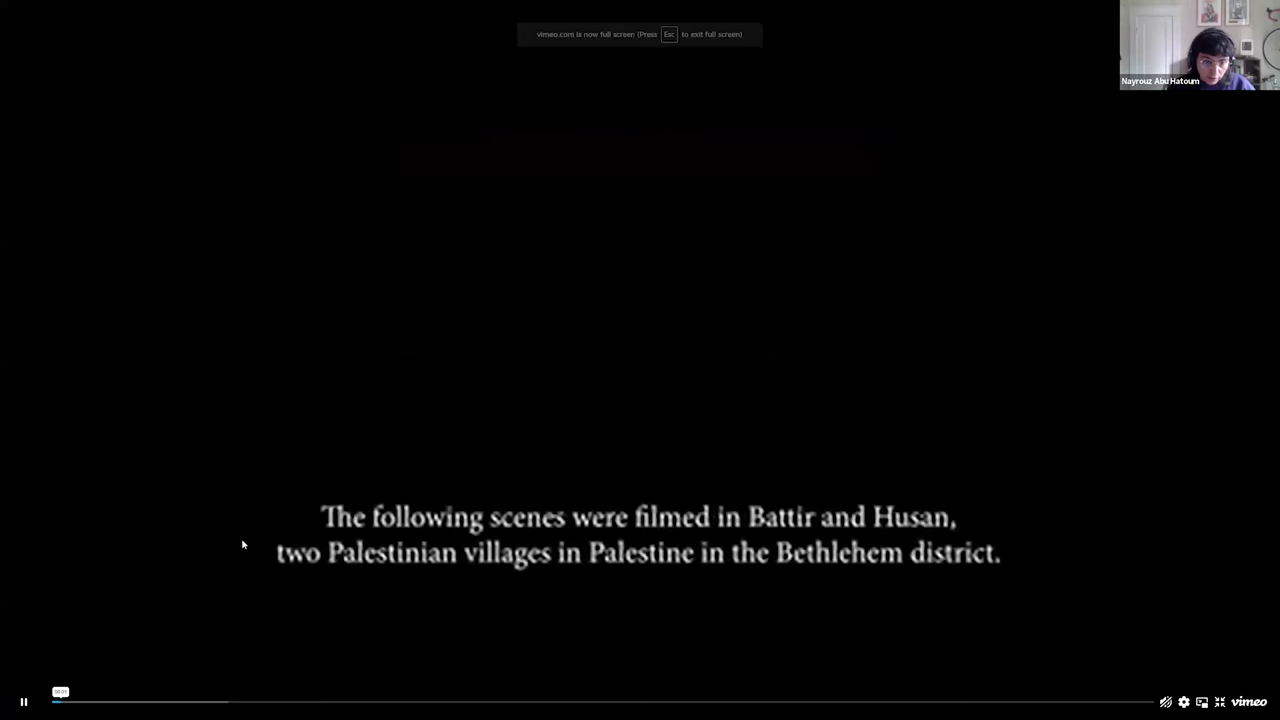 vimeo.com is now full screen (Press Esc to exit full screen)
Nayrouz Abu Hatoum
The following scenes were filmed in Battir and Husan,
two Palestinian villages in Palestine in the Bethlehem district.
vimeo